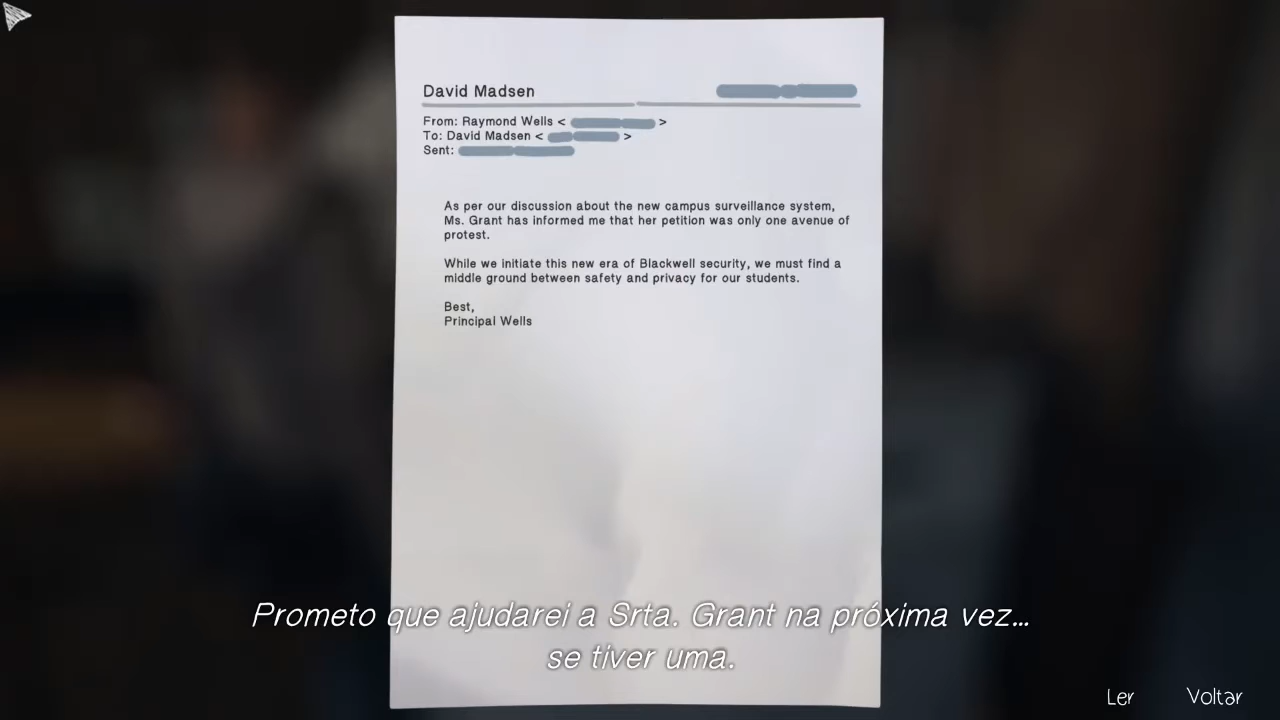 David Madsen
From: Raymond Wells < >
To: David Madsen < >
Sent:
As per our discussion about the new campus surveillance system,
Ms. Grant has informed me that her petition was only one avenue of
protest.
While we initiate this new era of Blackwell security, we must find a
middle ground between safety and privacy for our students.
Best,
Principal Wells
Prometo que ajudarei a Srta. Grant na próxima vez...
se tiver uma.
Ler Voltar